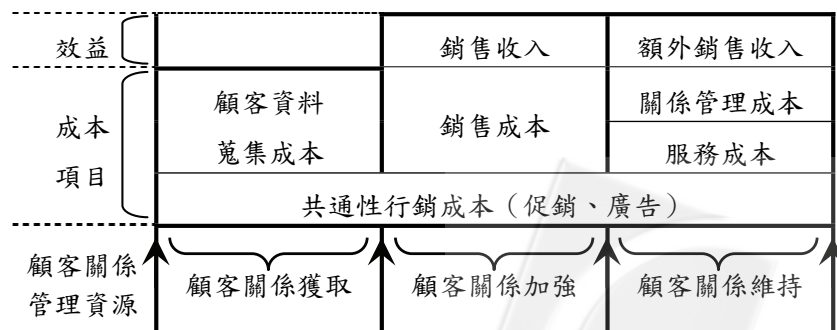 效益
銷售收入
額外銷售收入
成本
項目
顧客資料
蒐集成本
銷售成本
關係管理成本
服務成本
共通性行銷成本（促銷、廣告）
顧客關係
管理資源
顧客關係獲取
顧客關係加強
顧客關係維持